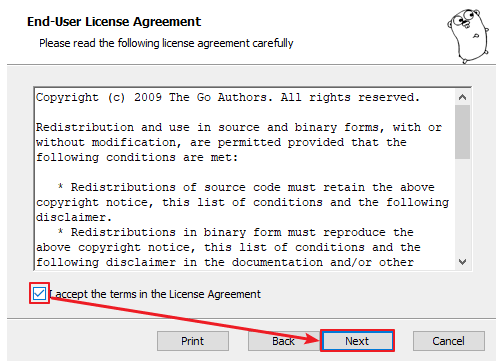 End-User License Agreement
Please read the following license agreement carefully
Copyright (c) 2009 The Go Authors. All rights reserved.
Redistribution and use in source and binary forms, with or
without modification, are permitted provided that the
following conditions are met:
* Redistributions of source code must retain the above
copyright notice, this list of conditions and the following
disclaimer.
* Redistributions in binary form must reproduce the
above copyright notice, this list of conditions and the
following disclaimer in the documentation and/or other
I accept the terms in the License Agreement
Print Back Next Cancel